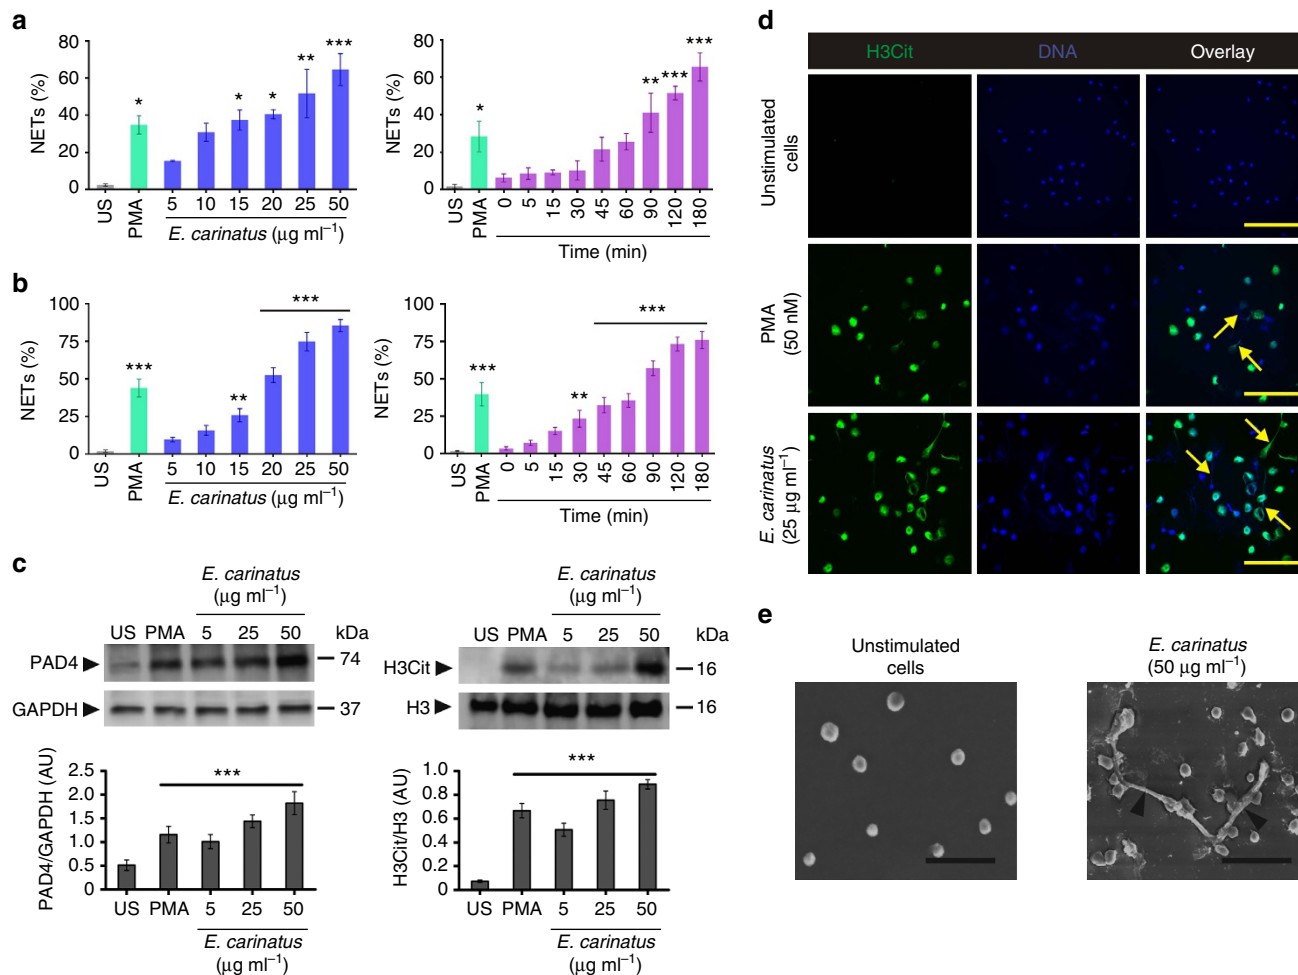 a
80
60
40
20
0
NETs (%)
*
*
*
**
***
US
PMA
5
10
15
20
25
50
E. carinatus (μg ml⁻¹)
80
60
40
20
0
NETs (%)
*
**
***
***
US
PMA
0
5
15
30
45
60
90
120
180
Time (min)
b
100
75
50
25
0
NETs (%)
***
**
***
US
PMA
5
10
15
20
25
50
E. carinatus (μg ml⁻¹)
100
75
50
25
0
NETs (%)
***
**
***
US
PMA
0
5
15
30
45
60
90
120
180
Time (min)
c
E. carinatus
(μg ml⁻¹)
US PMA 5 25 50 kDa
PAD4 74
GAPDH 37
2.5
2.0
1.5
1.0
0.5
0
PAD4/GAPDH (AU)
***
US PMA 5 25 50
E. carinatus
(μg ml⁻¹)
E. carinatus
(μg ml⁻¹)
US PMA 5 25 50 kDa
H3Cit 16
H3 16
1.0
0.8
0.6
0.4
0.2
0
H3Cit/H3 (AU)
***
US PMA 5 25 50
E. carinatus
(μg ml⁻¹)
d
H3Cit DNA Overlay
Unstimulated
cells
PMA
(50 nM)
E. carinatus
(25 μg ml⁻¹)
e
Unstimulated
cells
E. carinatus
(50 μg ml⁻¹)